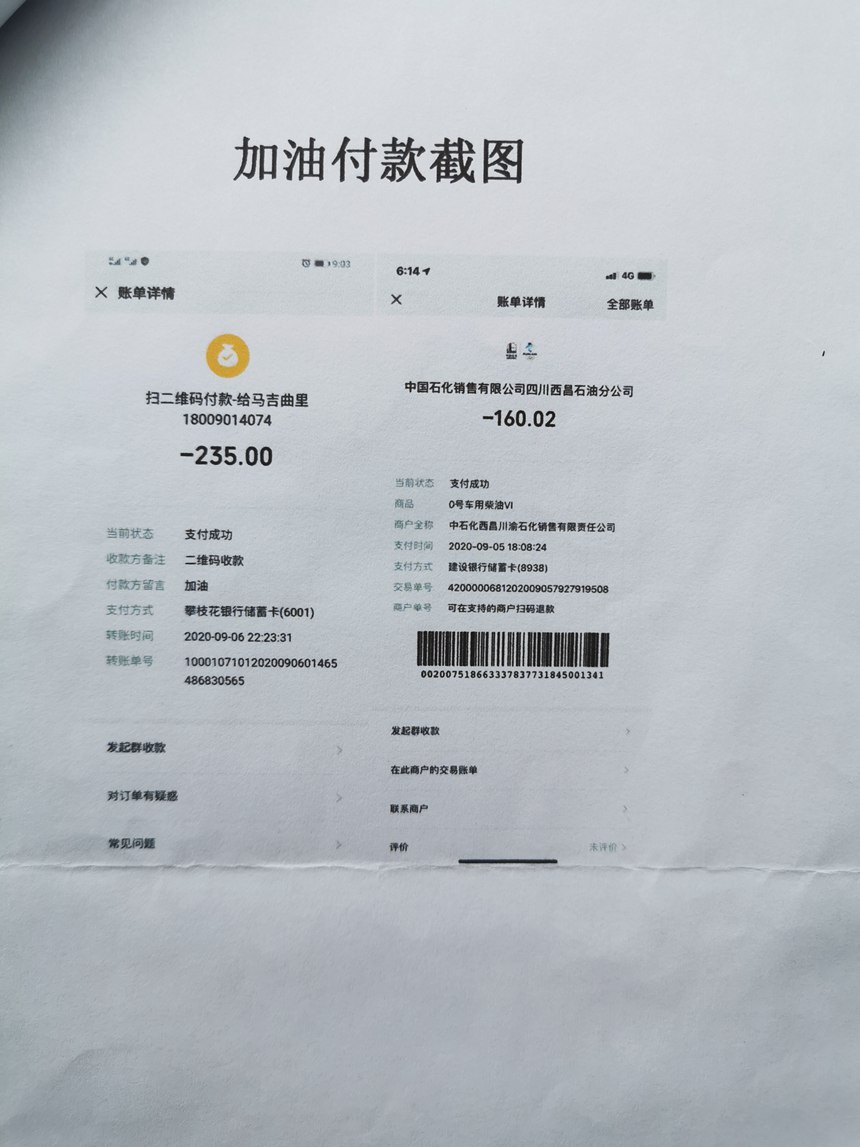 加油付款截图
9:03
账单详情
扫二维码付款-给马吉曲里
18009014074
-235.00
当前状态 支付成功
收款方备注 二维码收款
付款方留言 加油
支付方式 攀枝花银行储蓄卡(6001)
转账时间 2020-09-06 22:23:31
转账单号 10001071012020090601465
486830565
发起群收款
对订单有疑惑
常见问题
6:14 4G
账单详情 全部账单
中国石化销售有限公司四川西昌石油分公司
-160.02
当前状态 支付成功
商品 0号车用柴油VI
商户全称 中石化西昌川渝石化销售有限责任公司
支付时间 2020-09-05 18:08:24
支付方式 建设银行储蓄卡(8938)
交易单号 4200000681202009057927919508
商户单号 可在支持的商户扫码退款
00200751866333783773184500​1341
发起群收款
在此商户的交易账单
联系商户
评价 未评价